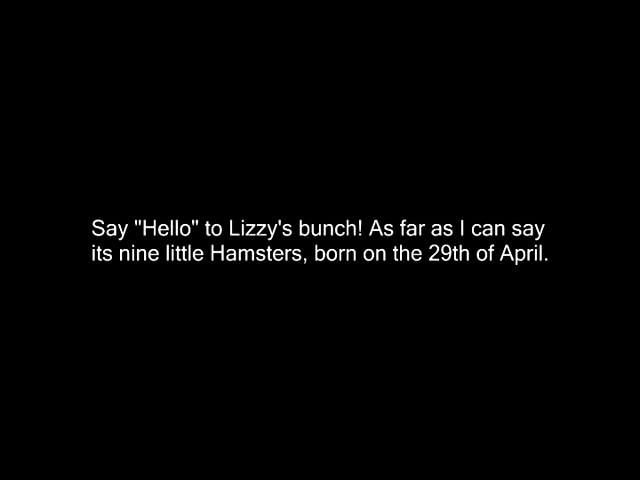 Say "Hello" to Lizzy's bunch! As far as I can say
its nine little Hamsters, born on the 29th of April.